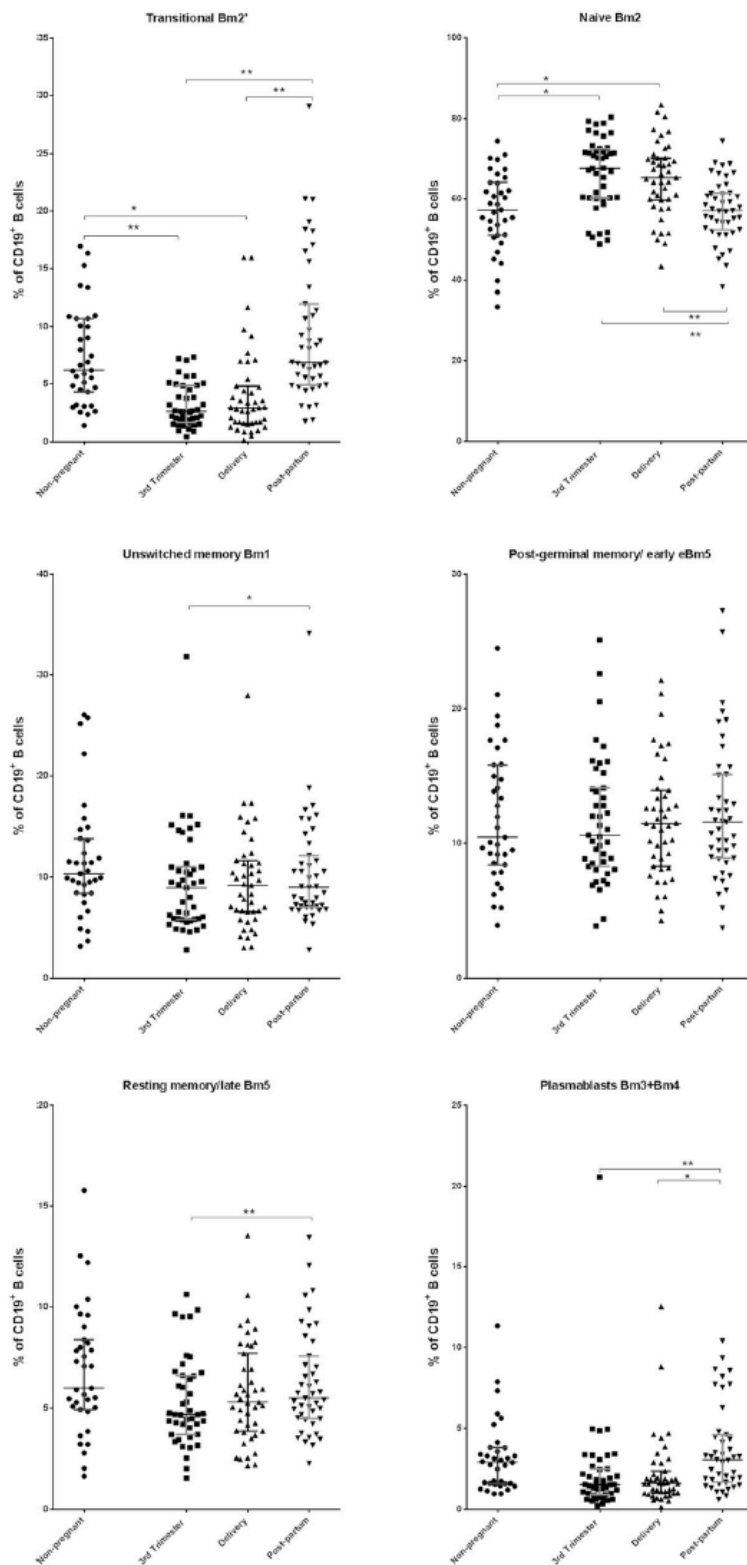 Transitional Bm2'
% of CD19+ B cells
35
30
25
20
15
10
5
0
**
**
*
**
Non-pregnant
3rd Trimester
Delivery
Post-partum
Naive Bm2
% of CD19+ B cells
100
80
60
40
20
0
*
*
**
**
Non-pregnant
3rd Trimester
Delivery
Post-partum
Unswitched memory Bm1
% of CD19+ B cells
40
30
20
10
0
*
Non-pregnant
3rd Trimester
Delivery
Post-partum
Post-germinal memory/ early eBm5
% of CD19+ B cells
30
20
10
0
Non-pregnant
3rd Trimester
Delivery
Post-partum
Resting memory/late Bm5
% of CD19+ B cells
20
15
10
5
0
**
Non-pregnant
3rd Trimester
Delivery
Post-partum
Plasmablasts Bm3+Bm4
% of CD19+ B cells
25
20
15
10
5
0
**
*
Non-pregnant
3rd Trimester
Delivery
Post-partum